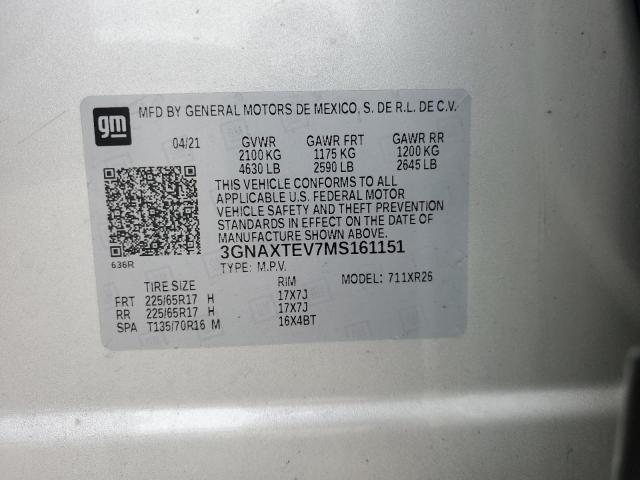 gm MFD BY GENERAL MOTORS DE MEXICO, S. DE R.L. DE C.V.
04/21 GVWR GAWR FRT GAWR RR
2100 KG 1175 KG 1200 KG
4630 LB 2590 LB 2645 LB
THIS VEHICLE CONFORMS TO ALL
APPLICABLE U.S. FEDERAL MOTOR
VEHICLE SAFETY AND THEFT PREVENTION
STANDARDS IN EFFECT ON THE DATE OF
MANUFACTURE SHOWN ABOVE.
636R 3GNAXTEV7MS161151
TYPE: M.P.V. MODEL: 711XR26
TIRE SIZE RIM
FRT 225/65R17 H 17X7J
RR 225/65R17 H 17X7J
SPA T135/70R16 M 16X4BT